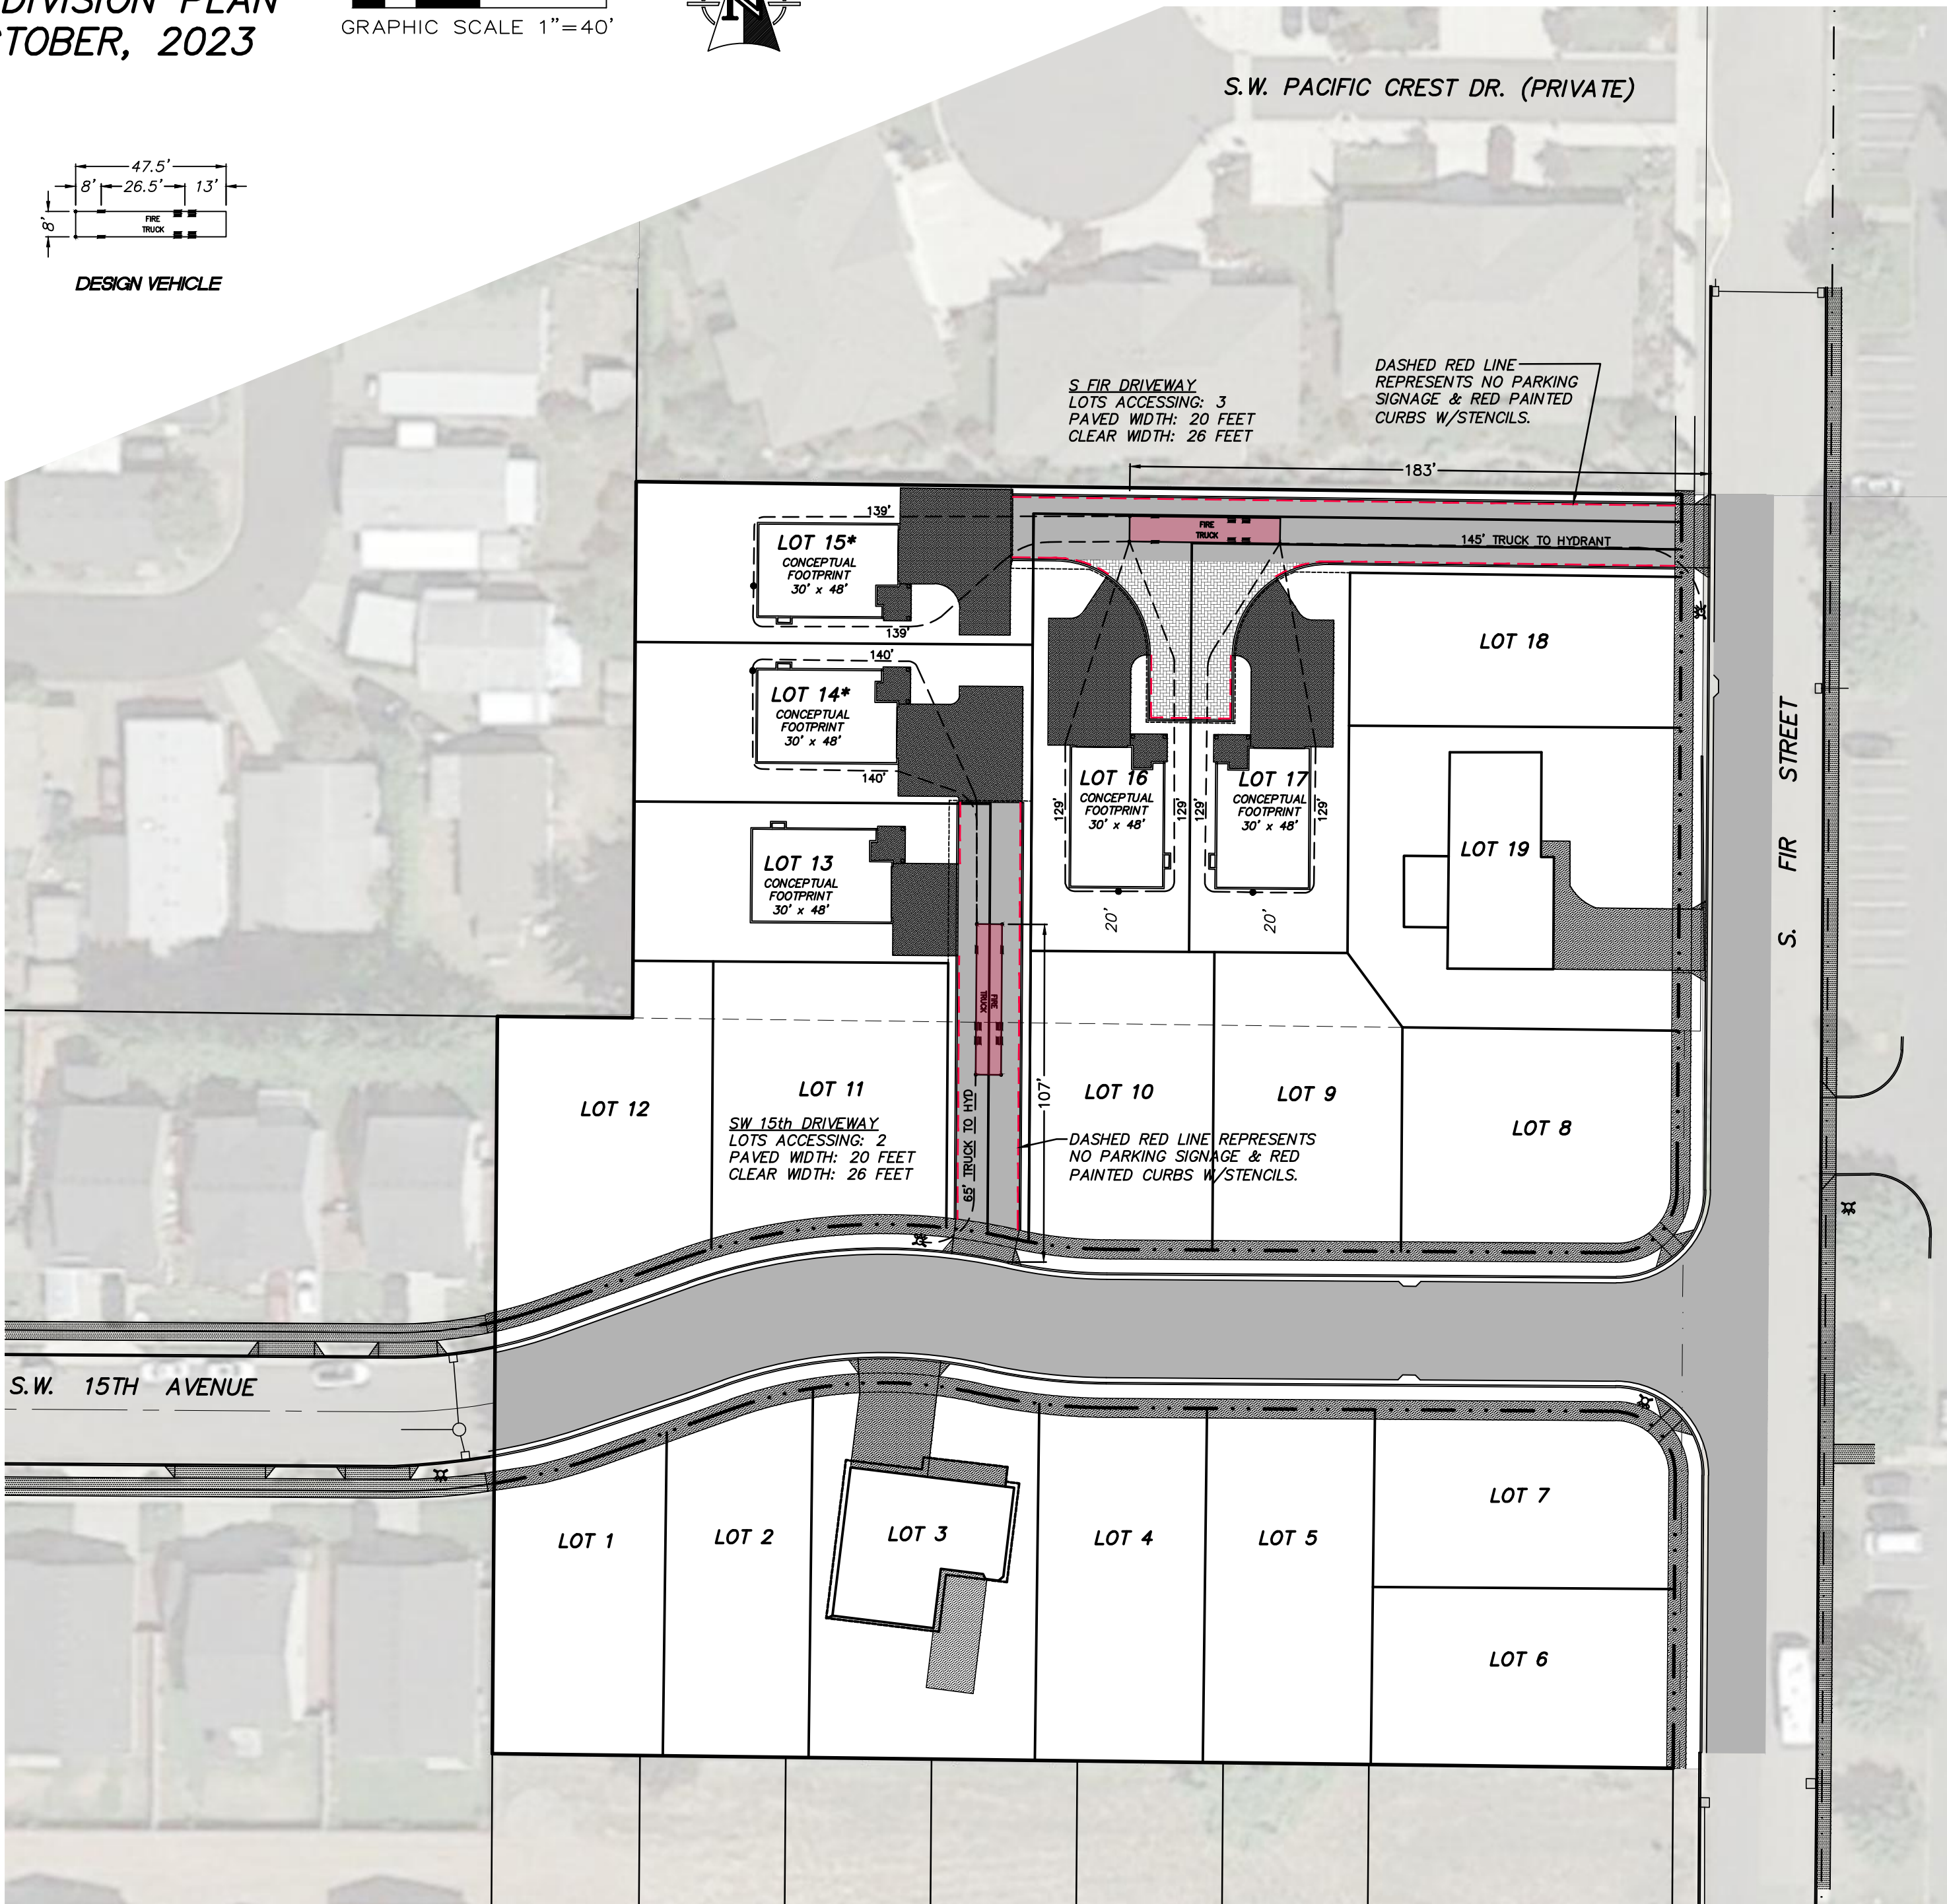 DIVISION PLAN
TOBER, 2023
GRAPHIC SCALE 1"=40'
N
S.W. PACIFIC CREST DR. (PRIVATE)
47.5'
8'
26.5'
13'
8'
FIRE
TRUCK
DESIGN VEHICLE
S FIR DRIVEWAY
LOTS ACCESSING: 3
PAVED WIDTH: 20 FEET
CLEAR WIDTH: 26 FEET
DASHED RED LINE
REPRESENTS NO PARKING
SIGNAGE & RED PAINTED
CURBS W/STENCILS.
183'
139'
LOT 15*
CONCEPTUAL
FOOTPRINT
30' x 48'
139'
FIRE
TRUCK
145' TRUCK TO HYDRANT
LOT 18
140'
LOT 14*
CONCEPTUAL
FOOTPRINT
30' x 48'
140'
S. FIR STREET
LOT 16
CONCEPTUAL
FOOTPRINT
30' x 48'
129'
129'
LOT 17
CONCEPTUAL
FOOTPRINT
30' x 48'
129'
129'
LOT 19
LOT 13
CONCEPTUAL
FOOTPRINT
30' x 48'
20'
20'
FIRE
TRUCK
107'
65' TRUCK TO HYD
LOT 12
LOT 11
SW 15th DRIVEWAY
LOTS ACCESSING: 2
PAVED WIDTH: 20 FEET
CLEAR WIDTH: 26 FEET
LOT 10
LOT 9
LOT 8
DASHED RED LINE REPRESENTS
NO PARKING SIGNAGE & RED
PAINTED CURBS W/STENCILS.
S.W. 15TH AVENUE
LOT 1
LOT 2
LOT 3
LOT 4
LOT 5
LOT 7
LOT 6